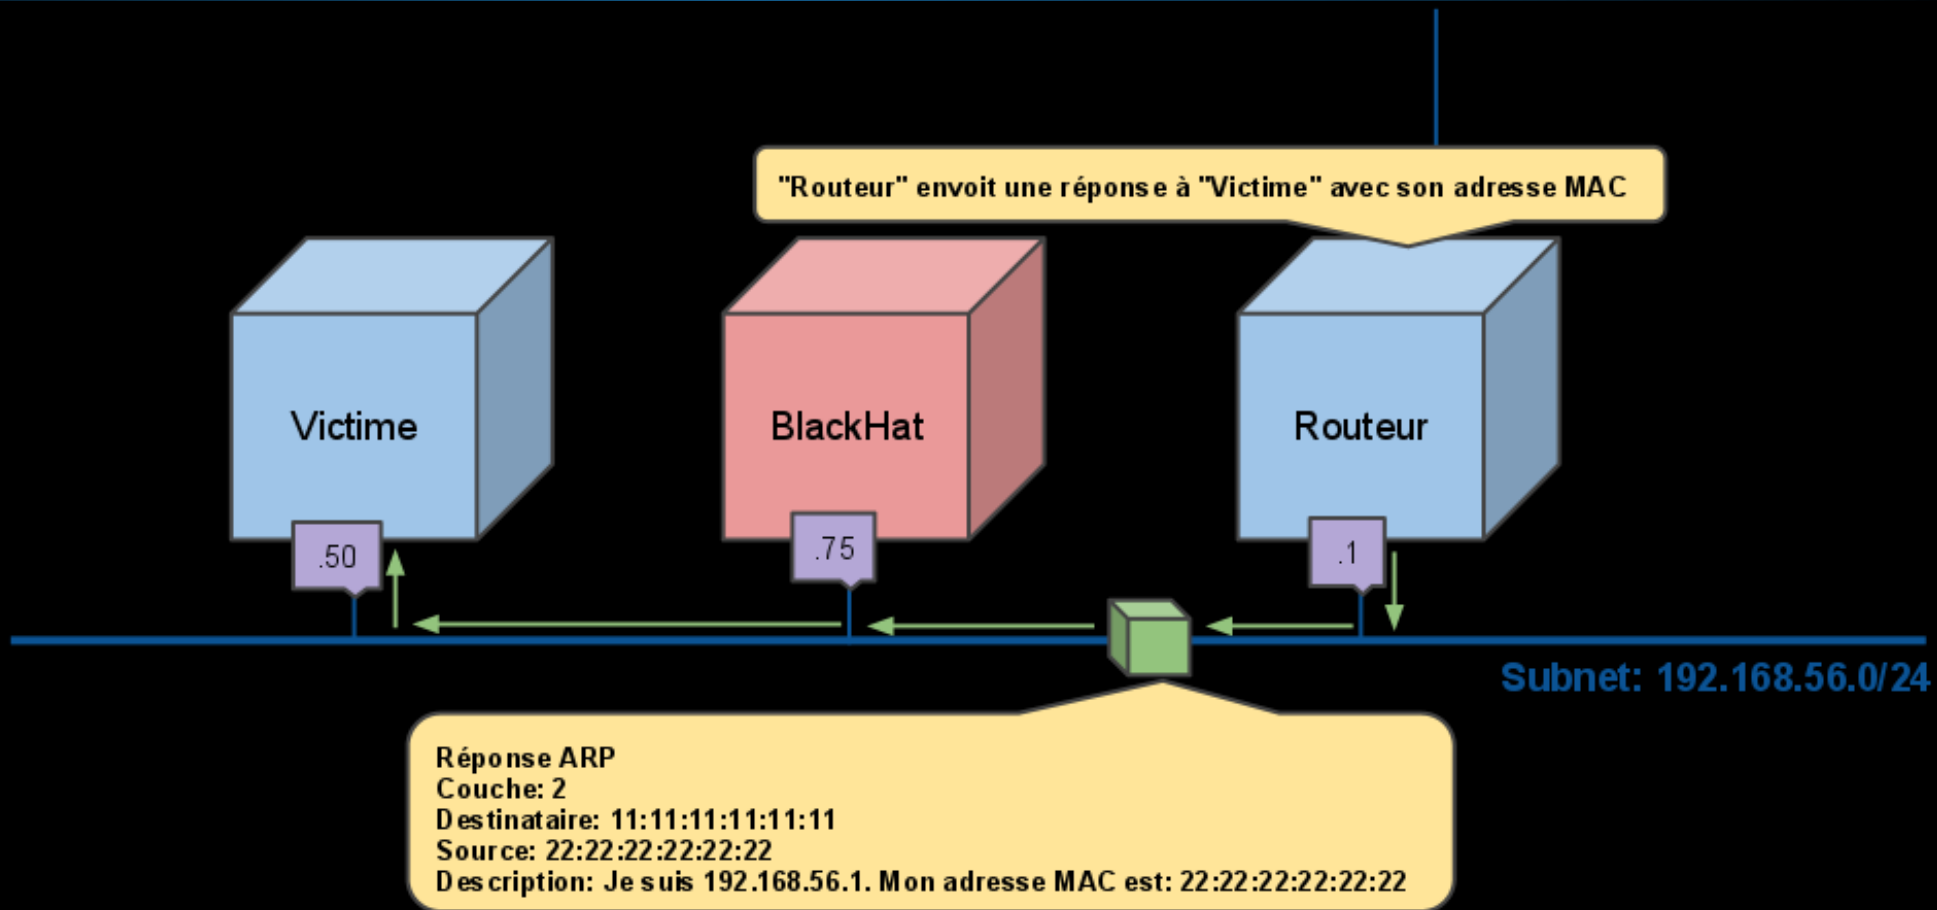 "Routeur" envoit une réponse à "Victime" avec son adresse MAC
Victime
BlackHat
Routeur
.50
.75
.1
Subnet: 192.168.56.0/24
Réponse ARP
Couche: 2
Destinataire: 11:11:11:11:11:11
Source: 22:22:22:22:22:22
Description: Je suis 192.168.56.1. Mon adresse MAC est: 22:22:22:22:22:22